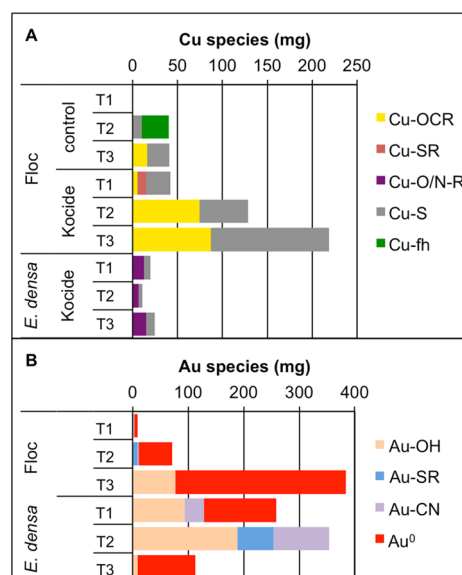 A
Cu species (mg)
0 50 100 150 200 250
Floc
control
T1
T2
T3
Kocide
T1
T2
T3
E. densa
Kocide
T1
T2
T3
Cu-OCR
Cu-SR
Cu-O/N-R
Cu-S
Cu-fh
B
Au species (mg)
0 100 200 300 400
Floc
T1
T2
T3
E. densa
T1
T2
T3
Au-OH
Au-SR
Au-CN
Au⁰